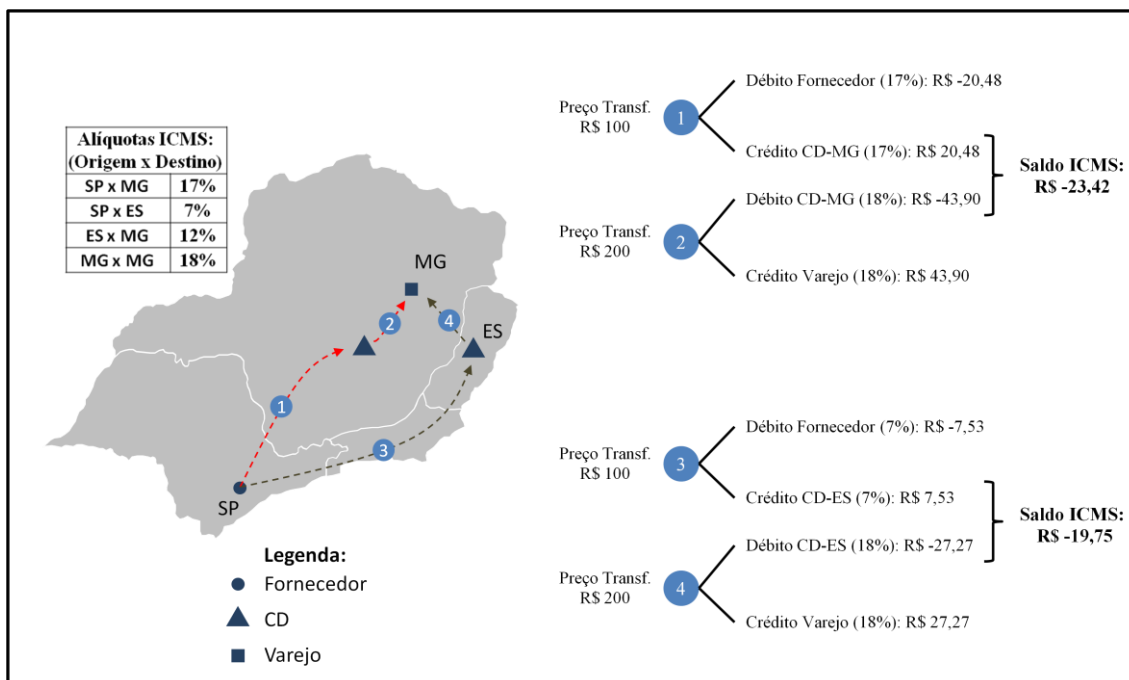 Alíquotas ICMS:
(Origem x Destino)
SP x MG 17%
SP x ES 7%
ES x MG 12%
MG x MG 18%
MG
ES
SP
1
2
3
4
Legenda:
Fornecedor
CD
Varejo
Preço Transf.
R$ 100
1
Débito Fornecedor (17%): R$ -20,48
Crédito CD-MG (17%): R$ 20,48
Preço Transf.
R$ 200
2
Débito CD-MG (18%): R$ -43,90
Crédito Varejo (18%): R$ 43,90
Saldo ICMS:
R$ -23,42
Preço Transf.
R$ 100
3
Débito Fornecedor (7%): R$ -7,53
Crédito CD-ES (7%): R$ 7,53
Preço Transf.
R$ 200
4
Débito CD-ES (18%): R$ -27,27
Crédito Varejo (18%): R$ 27,27
Saldo ICMS:
R$ -19,75